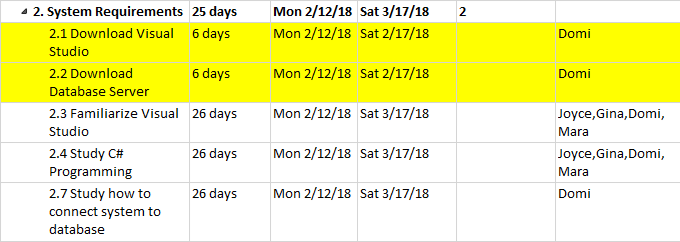 2. System Requirements 25 days Mon 2/12/18 Sat 3/17/18 2
2.1 Download Visual 6 days Mon 2/12/18 Sat 2/17/18 Domi
Studio
2.2 Download 6 days Mon 2/12/18 Sat 2/17/18 Domi
Database Server
2.3 Familiarize Visual 26 days Mon 2/12/18 Sat 3/17/18 Joyce,Gina,Domi,
Studio Mara
2.4 Study C# 26 days Mon 2/12/18 Sat 3/17/18 Joyce,Gina,Domi,
Programming Mara
2.7 Study how to 26 days Mon 2/12/18 Sat 3/17/18 Domi
connect system to
database